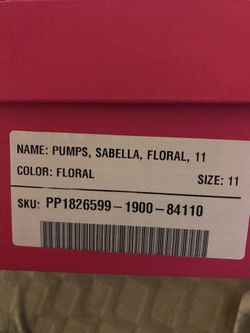 NAME: PUMPS, SABELLA, FLORAL, 11
COLOR: FLORAL SIZE: 11
SKU: PP1826599-1900-84110